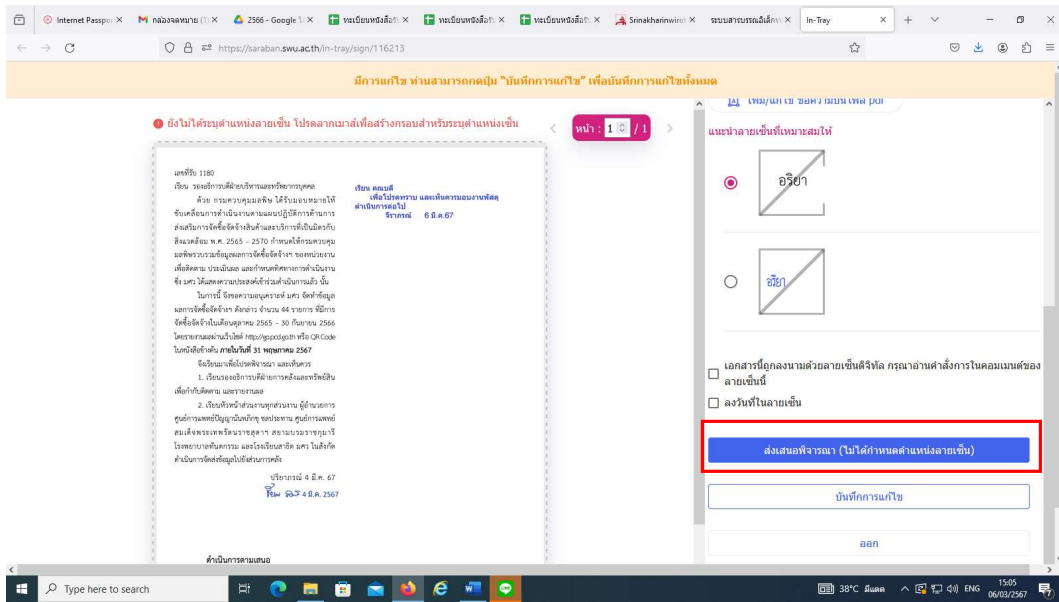 Internet Passpo
กล่องจดหมาย (1)
2566 - Google
ทะเบียนหนังสือ
ทะเบียนหนังสือ
ทะเบียนหนังสือ
Srinakharinwirot
ระบบสารบรรณอิเล็กท
In-Tray
https://saraban.swu.ac.th/in-tray/sign/116213
มีการแก้ไข ท่านสามารถกดปุ่ม "บันทึกการแก้ไข" เพื่อบันทึกการแก้ไขทั้งหมด
ยังไม่ได้ระบุตำแหน่งลายเซ็น โปรดลากเมาส์เพื่อสร้างกรอบสำหรับระบุตำแหน่งเซ็น
หน้า : 1 / 1
เลขที่รับ 1180
เรียน รองอธิการบดีฝ่ายบริหารและทรัพยากรบุคคล
ด้วย กรมควบคุมมลพิษ ได้รับมอบหมายให้
ขับเคลื่อนการดำเนินงานตามแผนปฏิบัติการด้านการ
ส่งเสริมการจัดซื้อจัดจ้างสินค้าและบริการที่เป็นมิตรกับ
สิ่งแวดล้อม พ.ศ. 2565 - 2570 กำหนดให้กรมควบคุม
มลพิษรวบรวมข้อมูลผลการจัดซื้อจัดจ้างฯ ของหน่วยงาน
เพื่อติดตาม ประเมินผล และกำหนดทิศทางการดำเนินงาน
ซึ่ง มศว ได้แสดงความประสงค์เข้าร่วมดำเนินการแล้ว นั้น
ในการนี้ จึงขอความอนุเคราะห์ มศว จัดทำข้อมูล
ผลการจัดซื้อจัดจ้างฯ ดังกล่าว จำนวน 44 รายการ ที่มีการ
จัดซื้อจัดจ้างในเดือนตุลาคม 2565 - 30 กันยายน 2566
โดยรายงานผลผ่านเว็บไซต์ http://gp.pcd.go.th หรือ QR Code
ในหนังสือข้างต้น ภายในวันที่ 31 พฤษภาคม 2567
จึงเรียนมาเพื่อโปรดพิจารณา และเห็นควร
1. เรียนรองอธิการบดีฝ่ายการคลังและทรัพย์สิน
เพื่อกำกับติดตาม และรายงานผล
2. เรียนหัวหน้าส่วนงานทุกส่วนงาน ผู้อำนวยการ
ศูนย์การแพทย์ปัญญานันทภิกขุ ชลประทาน ศูนย์การแพทย์
สมเด็จพระเทพรัตนราชสุดาฯ สยามบรมราชกุมารี
โรงพยาบาลทันตกรรม และโรงเรียนสาธิต มศว ในสังกัด
ดำเนินการจัดส่งข้อมูลไปยังส่วนการคลัง
ปริยาภรณ์ 4 มี.ค. 67
4 มี.ค. 2567
ดำเนินการตามเสนอ
เรียน คณบดี
เพื่อโปรดทราบ และเห็นควรมอบงานพัสดุ
ดำเนินการต่อไป
จิราภรณ์ 6 มี.ค.67
เพิ่ม/แก้ไข ข้อความบนไฟล์ pdf
แนะนำลายเซ็นที่เหมาะสมให้
อริยา
อริยา
เอกสารนี้ถูกลงนามด้วยลายเซ็นดิจิทัล กรุณาอ่านคำสั่งการในคอมเมนต์ของ
ลายเซ็นนี้
ลงวันที่ในลายเซ็น
ส่งเสนอพิจารณา (ไม่ได้กำหนดตำแหน่งลายเซ็น)
บันทึกการแก้ไข
ออก
Type here to search
38°C มีแดด
ENG
15:05
06/03/2567